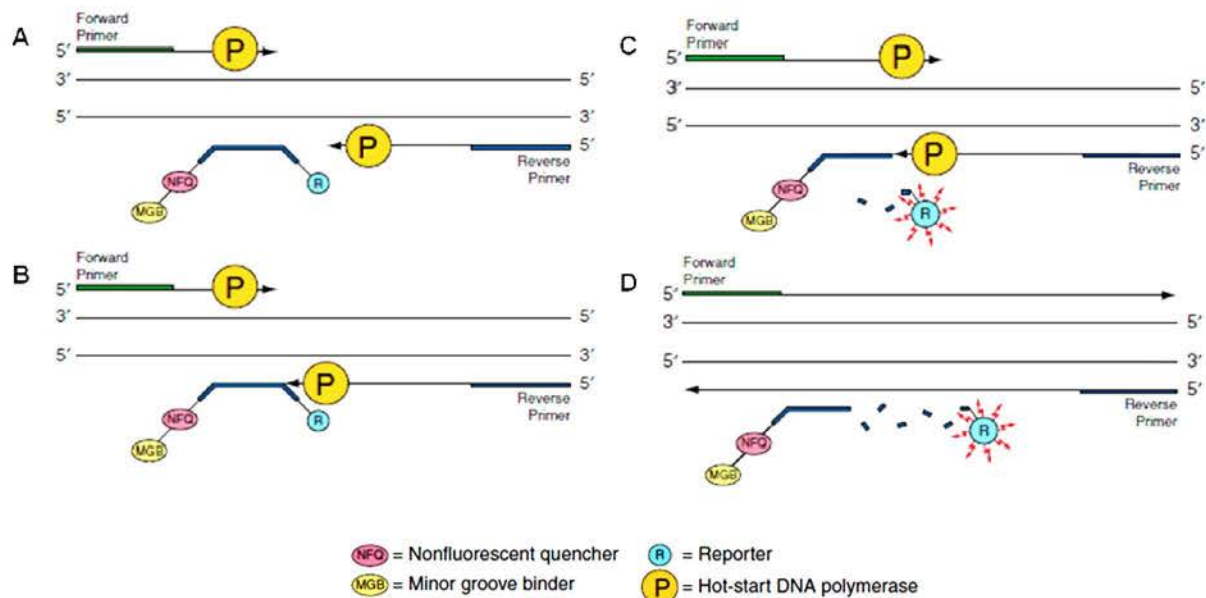 A
Forward
Primer
5′
P
3′ 5′
5′ 3′
P
5′
Reverse
Primer
NFQ
R
MGB
B
Forward
Primer
5′
P
3′ 5′
5′ 3′
P
5′
Reverse
Primer
NFQ
R
MGB
C
Forward
Primer
5′
P
3′ 5′
5′ 3′
P
5′
Reverse
Primer
NFQ
MGB
R
D
Forward
Primer
5′
3′ 5′
5′ 3′
5′
Reverse
Primer
R
NFQ
MGB
NFQ = Nonfluorescent quencher
R = Reporter
MGB = Minor groove binder
P = Hot-start DNA polymerase